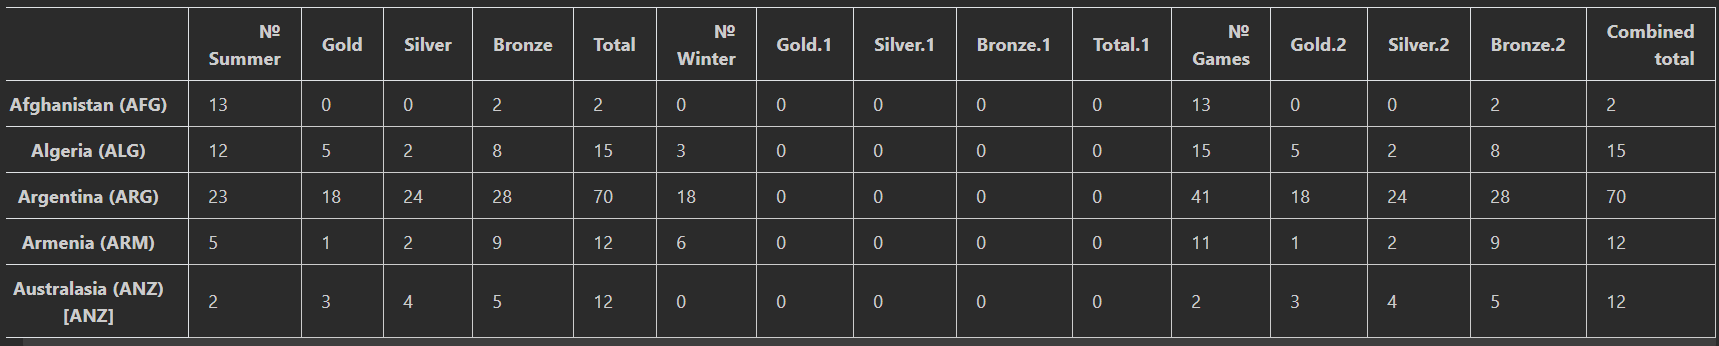 № Summer Gold Silver Bronze Total № Winter Gold.1 Silver.1 Bronze.1 Total.1 № Games Gold.2 Silver.2 Bronze.2 Combined total
Afghanistan (AFG) 13 0 0 2 2 0 0 0 0 0 13 0 0 2 2
Algeria (ALG) 12 5 2 8 15 3 0 0 0 0 15 5 2 8 15
Argentina (ARG) 23 18 24 28 70 18 0 0 0 0 41 18 24 28 70
Armenia (ARM) 5 1 2 9 12 6 0 0 0 0 11 1 2 9 12
Australasia (ANZ) [ANZ] 2 3 4 5 12 0 0 0 0 0 2 3 4 5 12